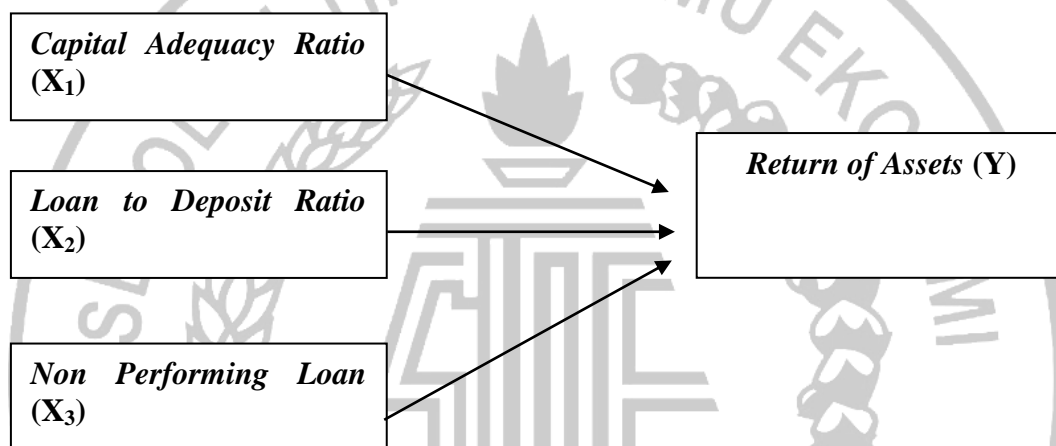 Capital Adequacy Ratio
(X₁)
Return of Assets (Y)
Loan to Deposit Ratio
(X₂)
Non Performing Loan
(X₃)